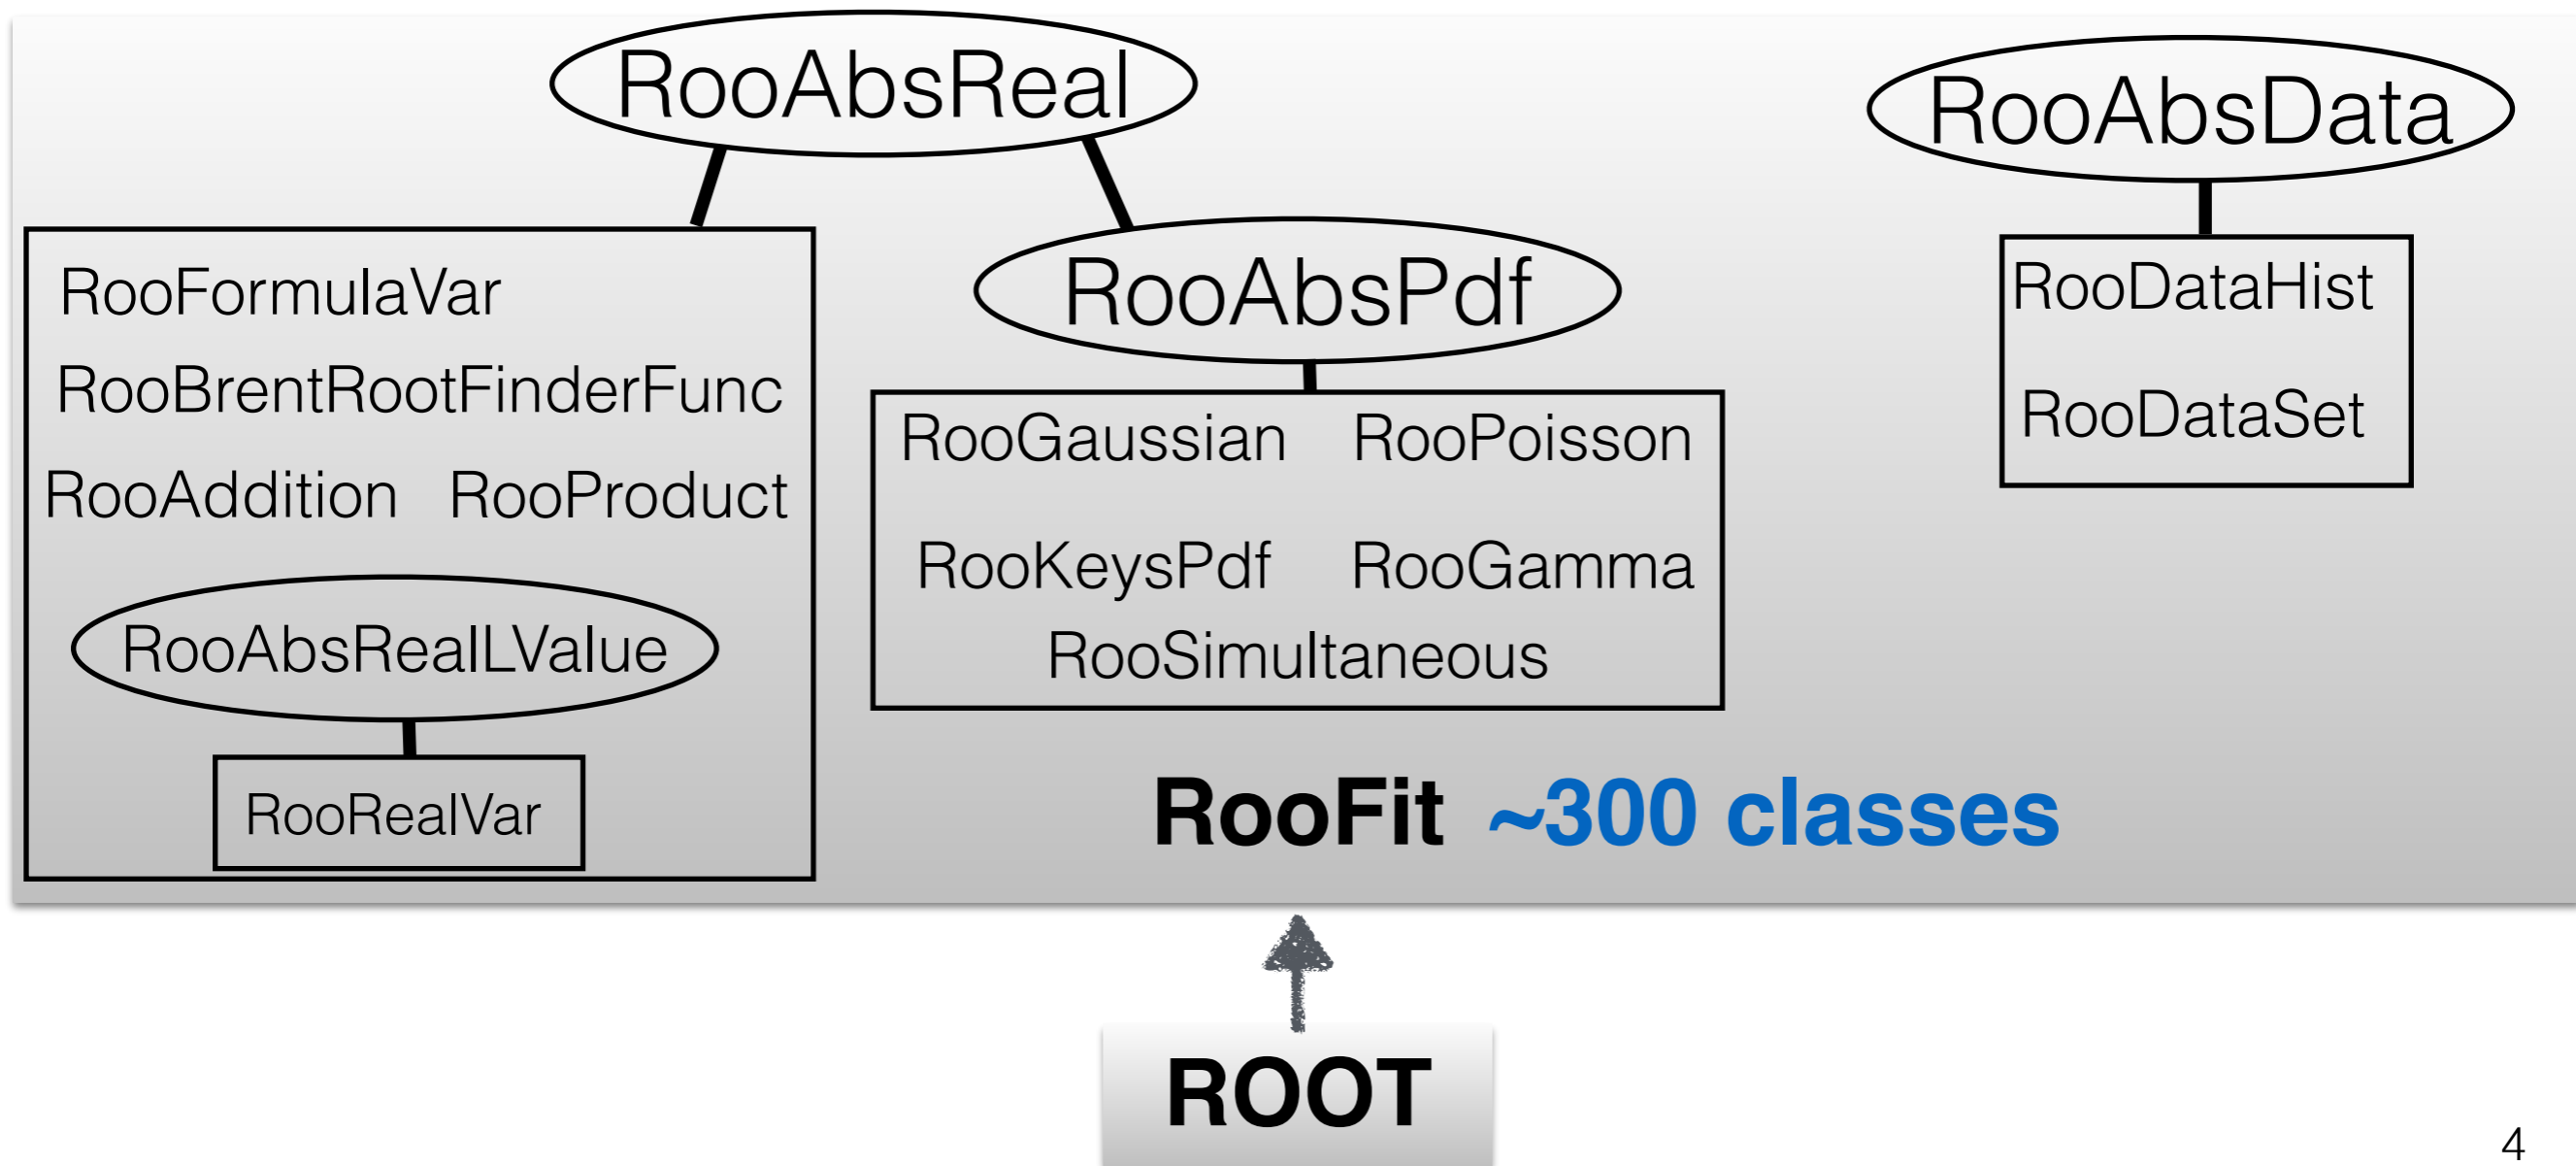 RooAbsReal
RooAbsData
RooFormulaVar
RooBrentRootFinderFunc
RooAddition RooProduct
RooAbsRealLValue
RooRealVar
RooAbsPdf
RooGaussian RooPoisson
RooKeysPdf RooGamma
RooSimultaneous
RooDataHist
RooDataSet
RooFit ~300 classes
ROOT
4